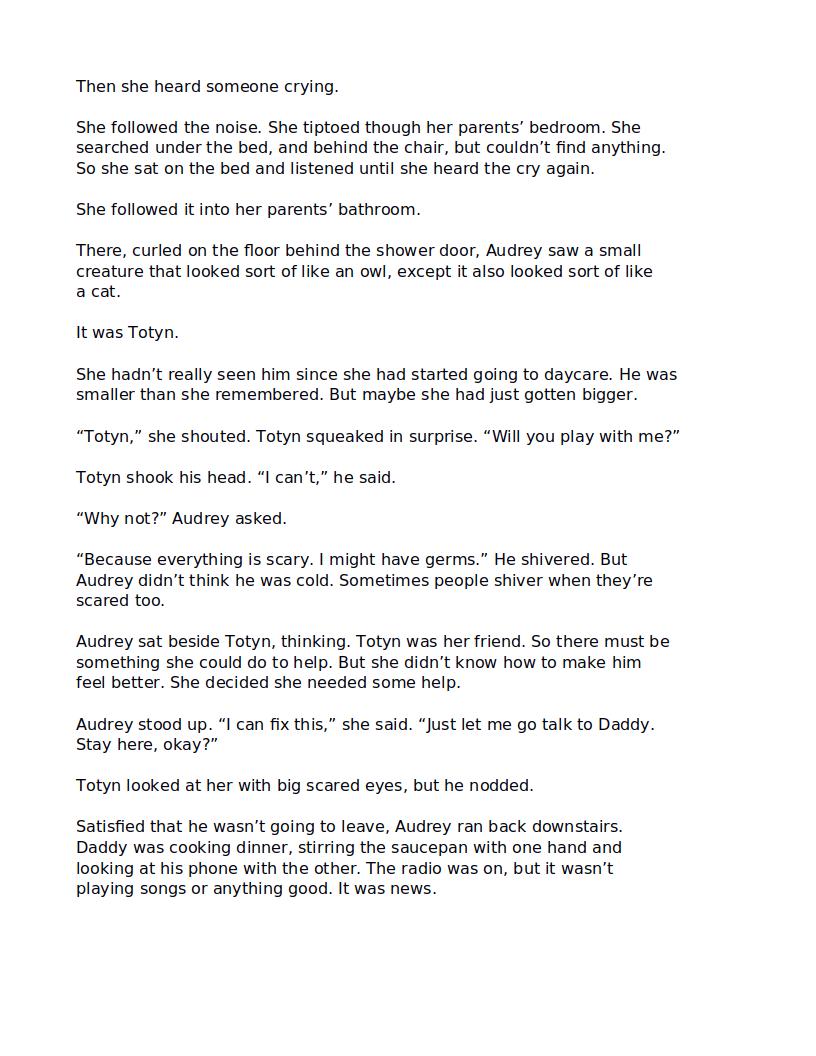 Then she heard someone crying.
She followed the noise. She tiptoed though her parents’ bedroom. She
searched under the bed, and behind the chair, but couldn’t find anything.
So she sat on the bed and listened until she heard the cry again.
She followed it into her parents’ bathroom.
There, curled on the floor behind the shower door, Audrey saw a small
creature that looked sort of like an owl, except it also looked sort of like
a cat.
It was Totyn.
She hadn’t really seen him since she had started going to daycare. He was
smaller than she remembered. But maybe she had just gotten bigger.
“Totyn,” she shouted. Totyn squeaked in surprise. “Will you play with me?”
Totyn shook his head. “I can’t,” he said.
“Why not?” Audrey asked.
“Because everything is scary. I might have germs.” He shivered. But
Audrey didn’t think he was cold. Sometimes people shiver when they’re
scared too.
Audrey sat beside Totyn, thinking. Totyn was her friend. So there must be
something she could do to help. But she didn’t know how to make him
feel better. She decided she needed some help.
Audrey stood up. “I can fix this,” she said. “Just let me go talk to Daddy.
Stay here, okay?”
Totyn looked at her with big scared eyes, but he nodded.
Satisfied that he wasn’t going to leave, Audrey ran back downstairs.
Daddy was cooking dinner, stirring the saucepan with one hand and
looking at his phone with the other. The radio was on, but it wasn’t
playing songs or anything good. It was news.